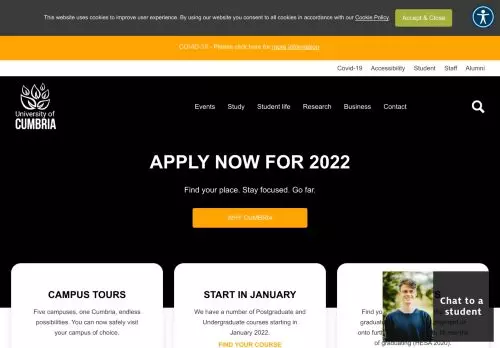 This website uses cookies to improve user experience. By using our website you consent to all cookies in accordance with our Cookie Policy.
Accept & Close
COVID-19 - Please click here for more information
Covid-19 Accessibility Student Staff Alumni
University of
CUMBRIA
Events Study Student life Research Business Contact
APPLY NOW FOR 2022
Find your place. Stay focused. Go far.
CAMPUS TOURS
Five campuses, one Cumbria, endless
possibilities. You can now safely visit
your campus of choice.
START IN JANUARY
We have a number of Postgraduate and
Undergraduate courses starting in
January 2022.
FIND YOUR COURSE
Find yo
graduat
onto furt
of graduating (HESA 2020).
Chat to a
student